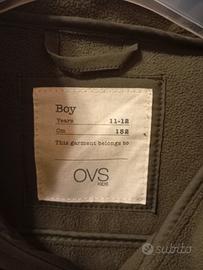 Boy
Years 11-12
Cm 152
This garment belongs to
OVS
KIDS
subito